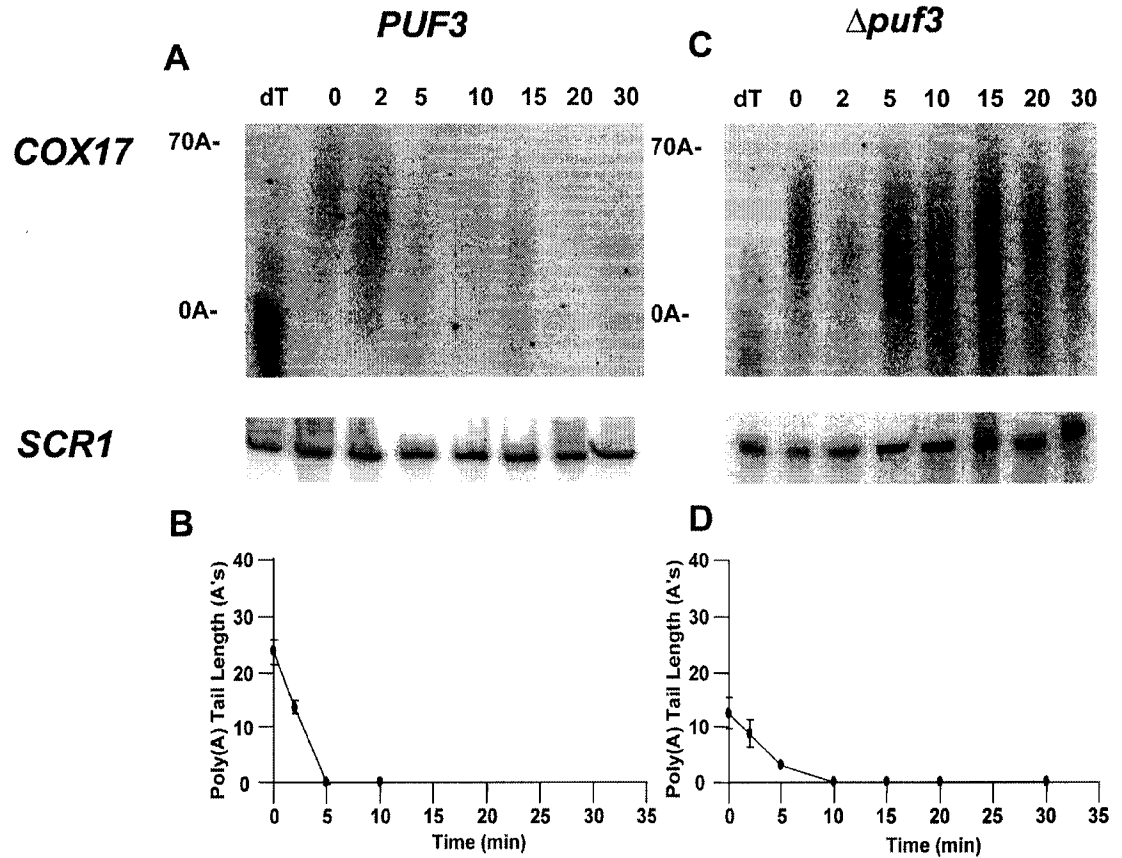 PUF3
Δpuf3
A
C
dT 0 2 5 10 15 20 30
dT 0 2 5 10 15 20 30
COX17
70A-
0A-
70A-
0A-
SCR1
B
Poly(A) Tail Length (A's)
40
30
20
10
0
0 5 10 15 20 25 30 35
Time (min)
D
Poly(A) Tail Length (A's)
40
30
20
10
0
0 5 10 15 20 25 30 35
Time (min)